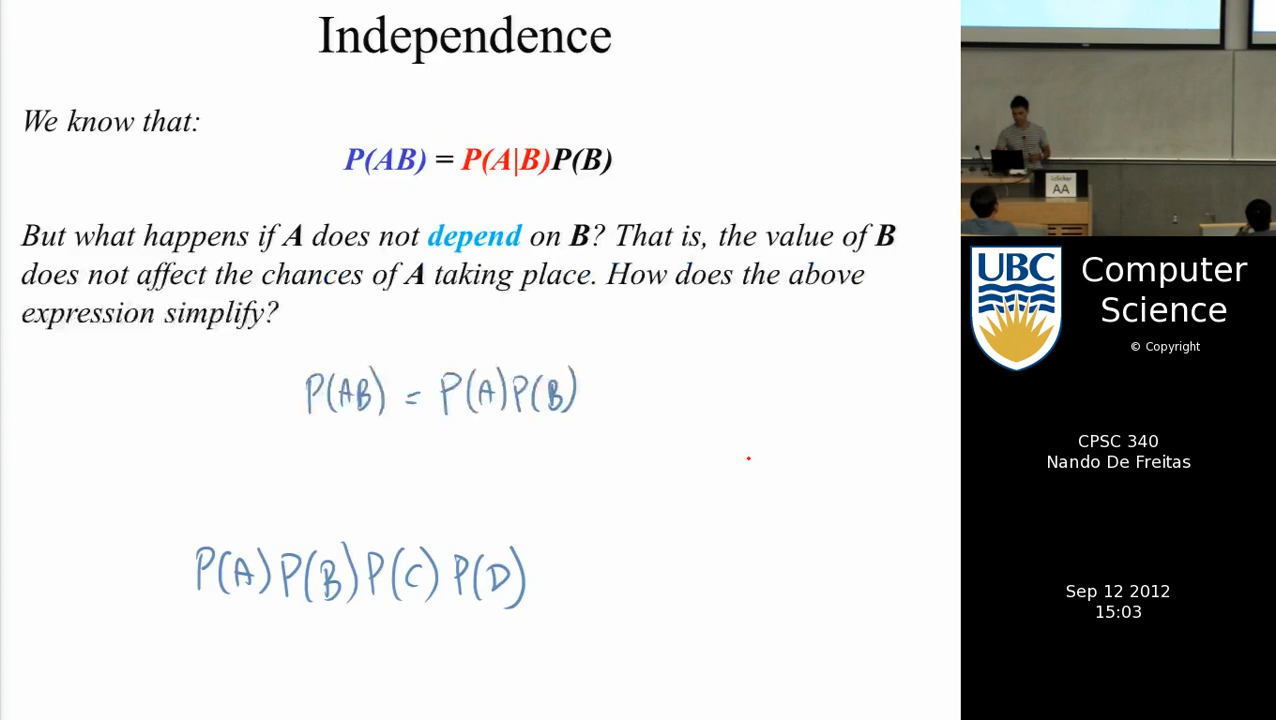 Independence
We know that:
P(AB) = P(A|B)P(B)
But what happens if A does not depend on B? That is, the value of B
does not affect the chances of A taking place. How does the above
expression simplify?
P(AB) = P(A)P(B)
P(A)P(B)P(C)P(D)
AA
UBC
Computer
Science
© Copyright
CPSC 340
Nando De Freitas
Sep 12 2012
15:03